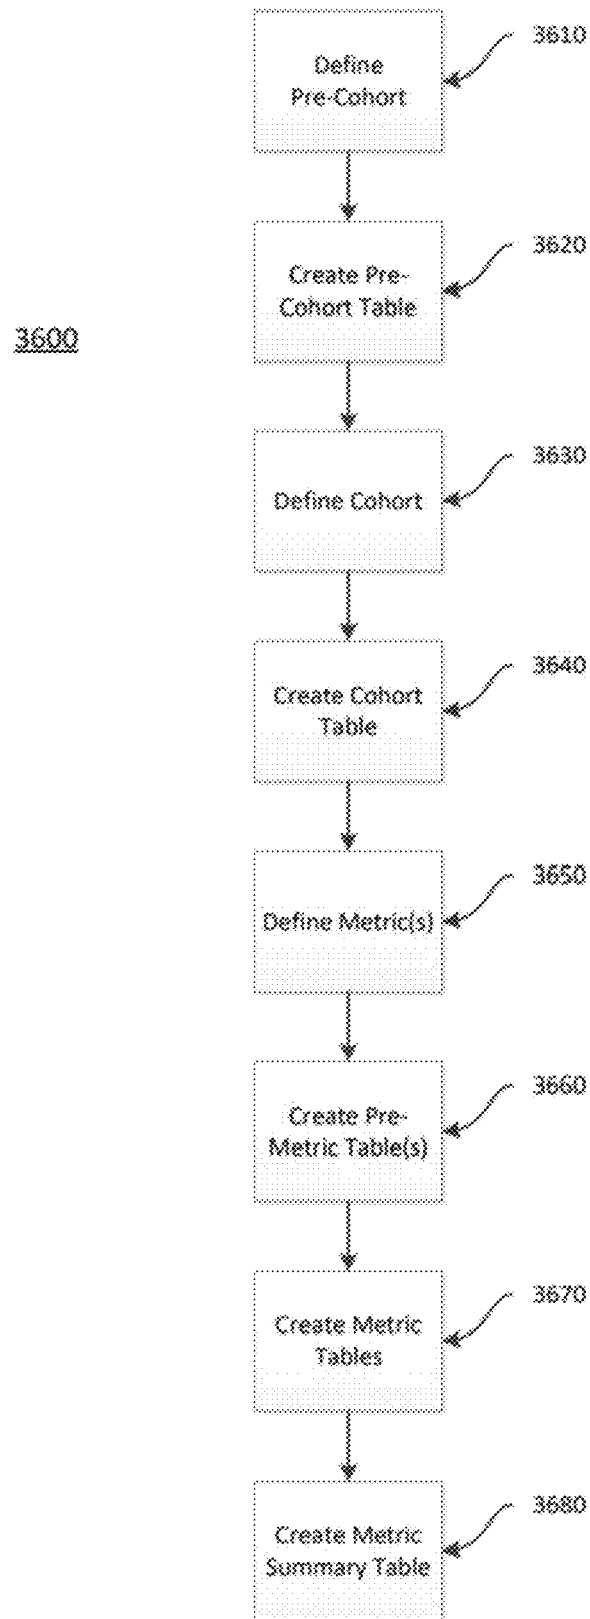 3610
Define
Pre-Cohort
3620
Create Pre-
Cohort Table
3600
3630
Define Cohort
3640
Create Cohort
Table
3650
Define Metric(s)
3660
Create Pre-
Metric Table(s)
3670
Create Metric
Tables
3680
Create Metric
Summary Table